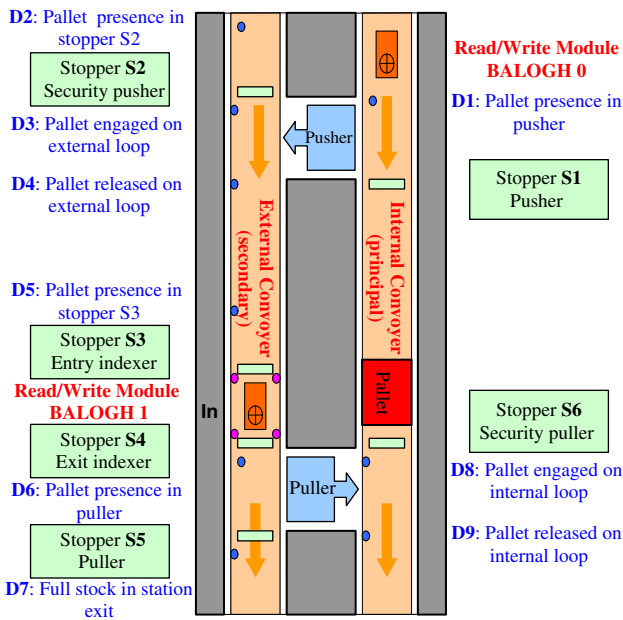 D2: Pallet presence in
stopper S2
Stopper S2
Security pusher
D3: Pallet engaged on
external loop
D4: Pallet released on
external loop
D5: Pallet presence in
stopper S3
Stopper S3
Entry indexer
Read/Write Module
BALOGH 1
Stopper S4
Exit indexer
D6: Pallet presence in
puller
Stopper S5
Puller
D7: Full stock in station
exit
In
External Convoyer
(secondary)
Pusher
Puller
Internal Convoyer
(principal)
Pallet
Read/Write Module
BALOGH 0
D1: Pallet presence in
pusher
Stopper S1
Pusher
Stopper S6
Security puller
D8: Pallet engaged on
internal loop
D9: Pallet released on
internal loop